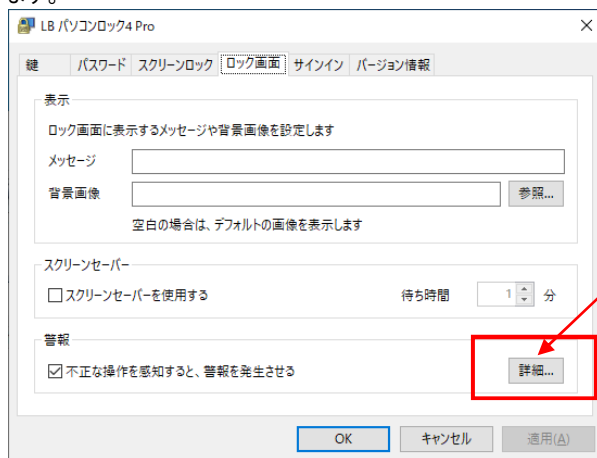 ます。
LB パソコンロック4 Pro
鍵 パスワード スクリーンロック ロック画面 サインイン バージョン情報
表示
ロック画面に表示するメッセージや背景画像を設定します
メッセージ
背景画像 参照...
空白の場合は、デフォルトの画像を表示します
スクリーンセーバー
スクリーンセーバーを使用する 待ち時間 1 分
警報
不正な操作を感知すると、警報を発生させる 詳細...
OK キャンセル 適用(A)